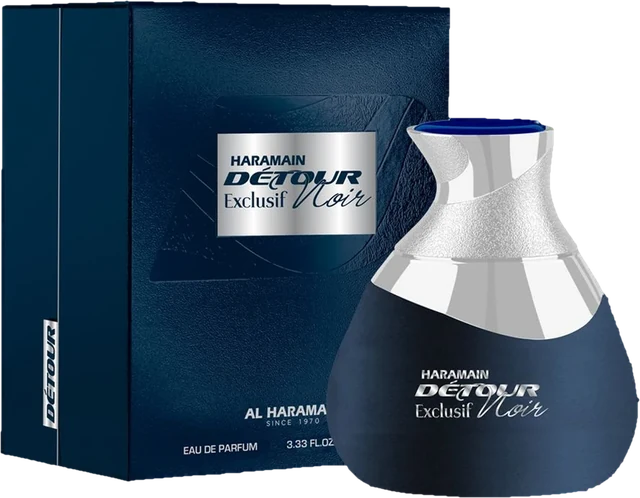 HARAMAIN
DÉTOUR
Exclusif Noir
DÉTOUR
AL HARAMA
SINCE 1970
EAU DE PARFUM 3.33 FL.OZ
HARAMAIN
DÉTOUR
Exclusif Noir